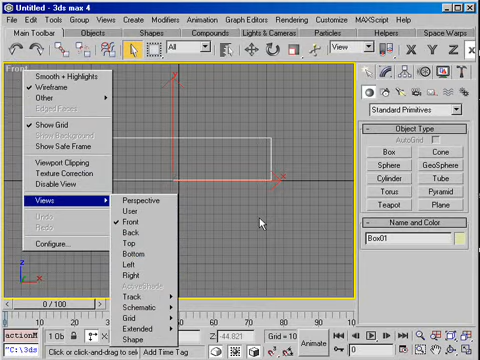 Untitled - 3ds max 4
File Edit Tools Group Views Create Modifiers Animation Graph Editors Rendering Customize MAXScript Help
Main Toolbar Objects Shapes Compounds Lights & Cameras Particles Helpers Space Warps
All View
Front
Smooth + Highlights
Wireframe
Other
Edged Faces
Show Grid
Show Background
Show Safe Frame
Viewport Clipping
Texture Correction
Disable View
Views
Undo
Redo
Configure...
Perspective
User
Front
Back
Top
Bottom
Left
Right
ActiveShade
Track
Schematic
Grid
Extended
Shape
y
x
z
x
Standard Primitives
Object Type
AutoGrid
Box Cone
Sphere GeoSphere
Cylinder Tube
Torus Pyramid
Teapot Plane
Name and Color
Box01
0 / 100
50 60 70 80 90 100
actionM 1 Ob Z -44.821 Grid = 10
"C:\3ds Click or click-and-drag to select Add Time Tag
Animate
0